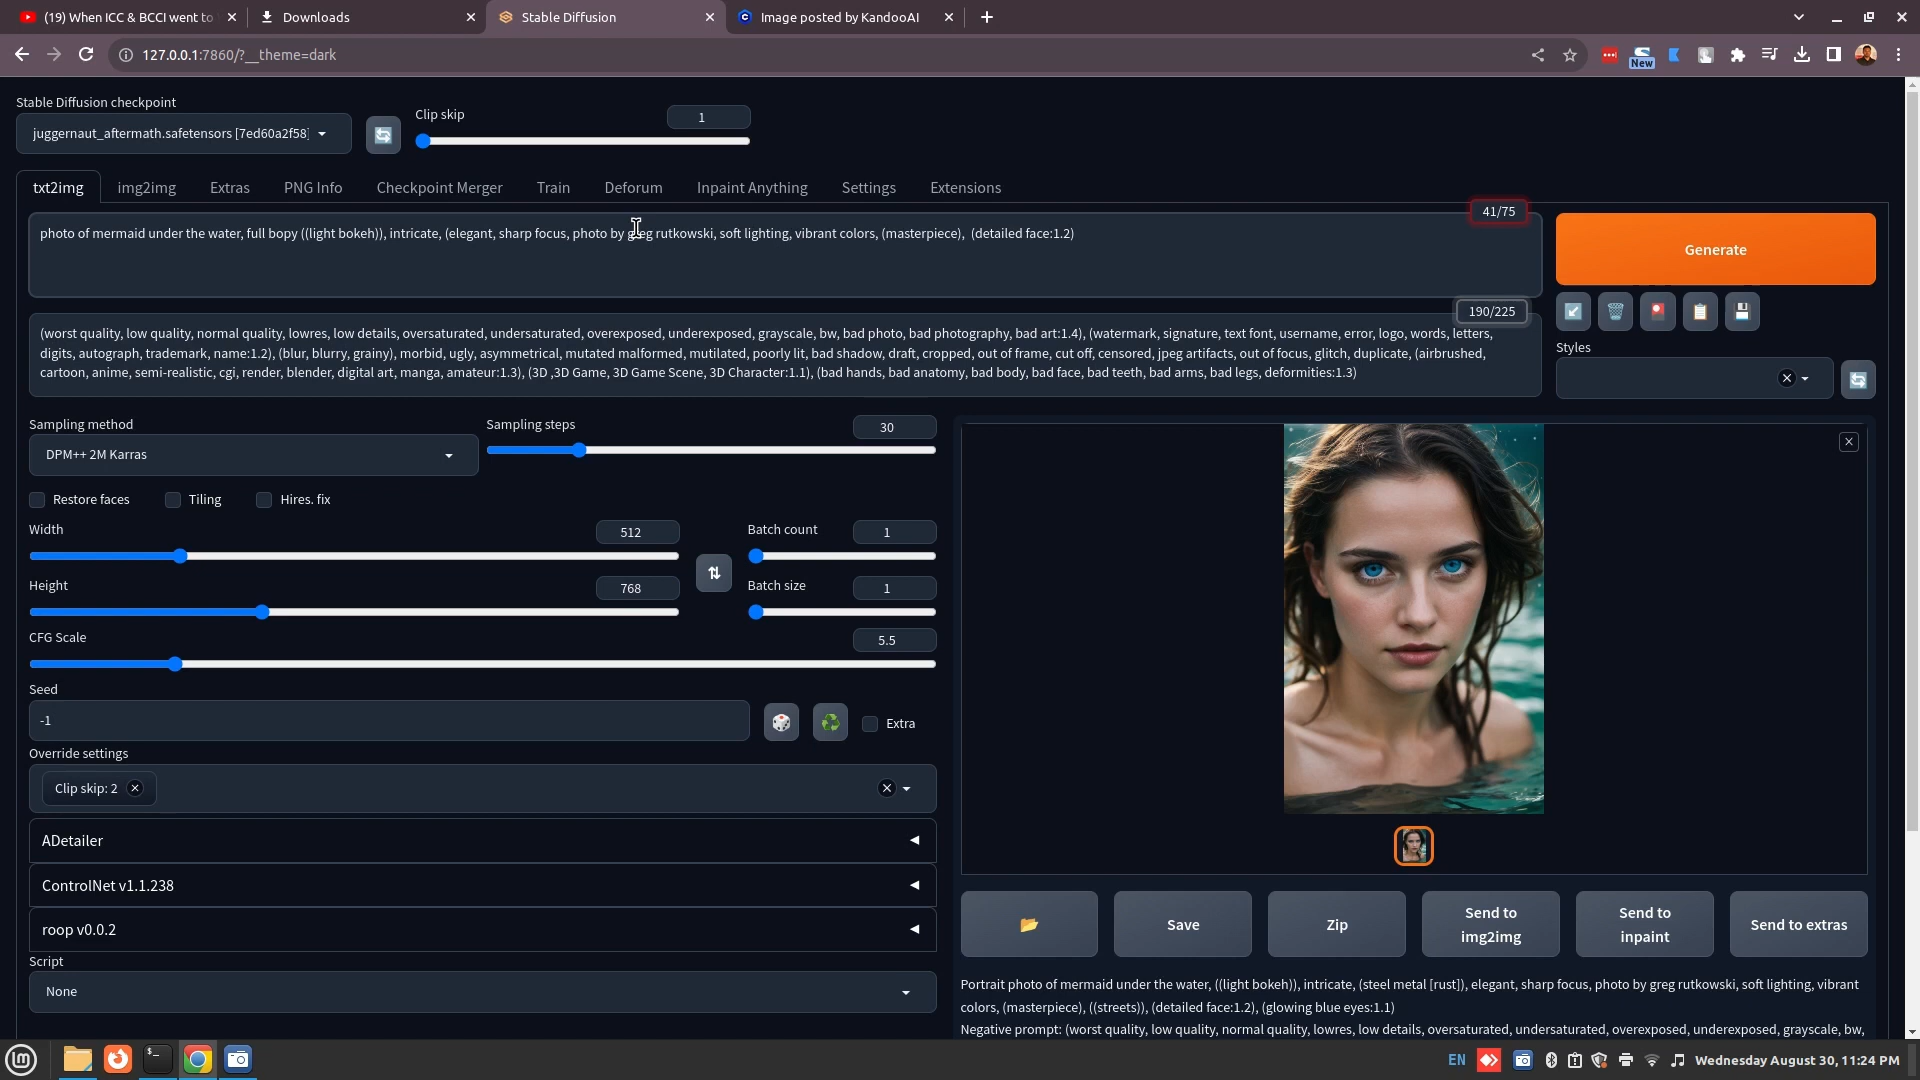 (19) When ICC & BCCI went to
Downloads
Stable Diffusion
Image posted by KandooAI
127.0.0.1:7860/?__theme=dark
New
Stable Diffusion checkpoint
juggernaut_aftermath.safetensors [7ed60a2f58]
Clip skip
1
txt2img
img2img
Extras
PNG Info
Checkpoint Merger
Train
Deforum
Inpaint Anything
Settings
Extensions
41/75
photo of mermaid under the water, full bopy ((light bokeh)), intricate, (elegant, sharp focus, photo by greg rutkowski, soft lighting, vibrant colors, (masterpiece),  (detailed face:1.2)
Generate
190/225
(worst quality, low quality, normal quality, lowres, low details, oversaturated, undersaturated, overexposed, underexposed, grayscale, bw, bad photo, bad photography, bad art:1.4), (watermark, signature, text font, username, error, logo, words, letters,
digits, autograph, trademark, name:1.2), (blur, blurry, grainy), morbid, ugly, asymmetrical, mutated malformed, mutilated, poorly lit, bad shadow, draft, cropped, out of frame, cut off, censored, jpeg artifacts, out of focus, glitch, duplicate, (airbrushed,
cartoon, anime, semi-realistic, cgi, render, blender, digital art, manga, amateur:1.3), (3D ,3D Game, 3D Game Scene, 3D Character:1.1), (bad hands, bad anatomy, bad body, bad face, bad teeth, bad arms, bad legs, deformities:1.3)
Styles
Sampling method
DPM++ 2M Karras
Sampling steps
30
Restore faces
Tiling
Hires. fix
Width
512
Batch count
1
Height
768
Batch size
1
CFG Scale
5.5
Seed
-1
Extra
Override settings
Clip skip: 2
ADetailer
ControlNet v1.1.238
roop v0.0.2
Script
None
Save
Zip
Send to
img2img
Send to
inpaint
Send to extras
Portrait photo of mermaid under the water, ((light bokeh)), intricate, (steel metal [rust]), elegant, sharp focus, photo by greg rutkowski, soft lighting, vibrant
colors, (masterpiece), ((streets)), (detailed face:1.2), (glowing blue eyes:1.1)
Negative prompt: (worst quality, low quality, normal quality, lowres, low details, oversaturated, undersaturated, overexposed, underexposed, grayscale, bw,
EN
Wednesday August 30, 11:24 PM